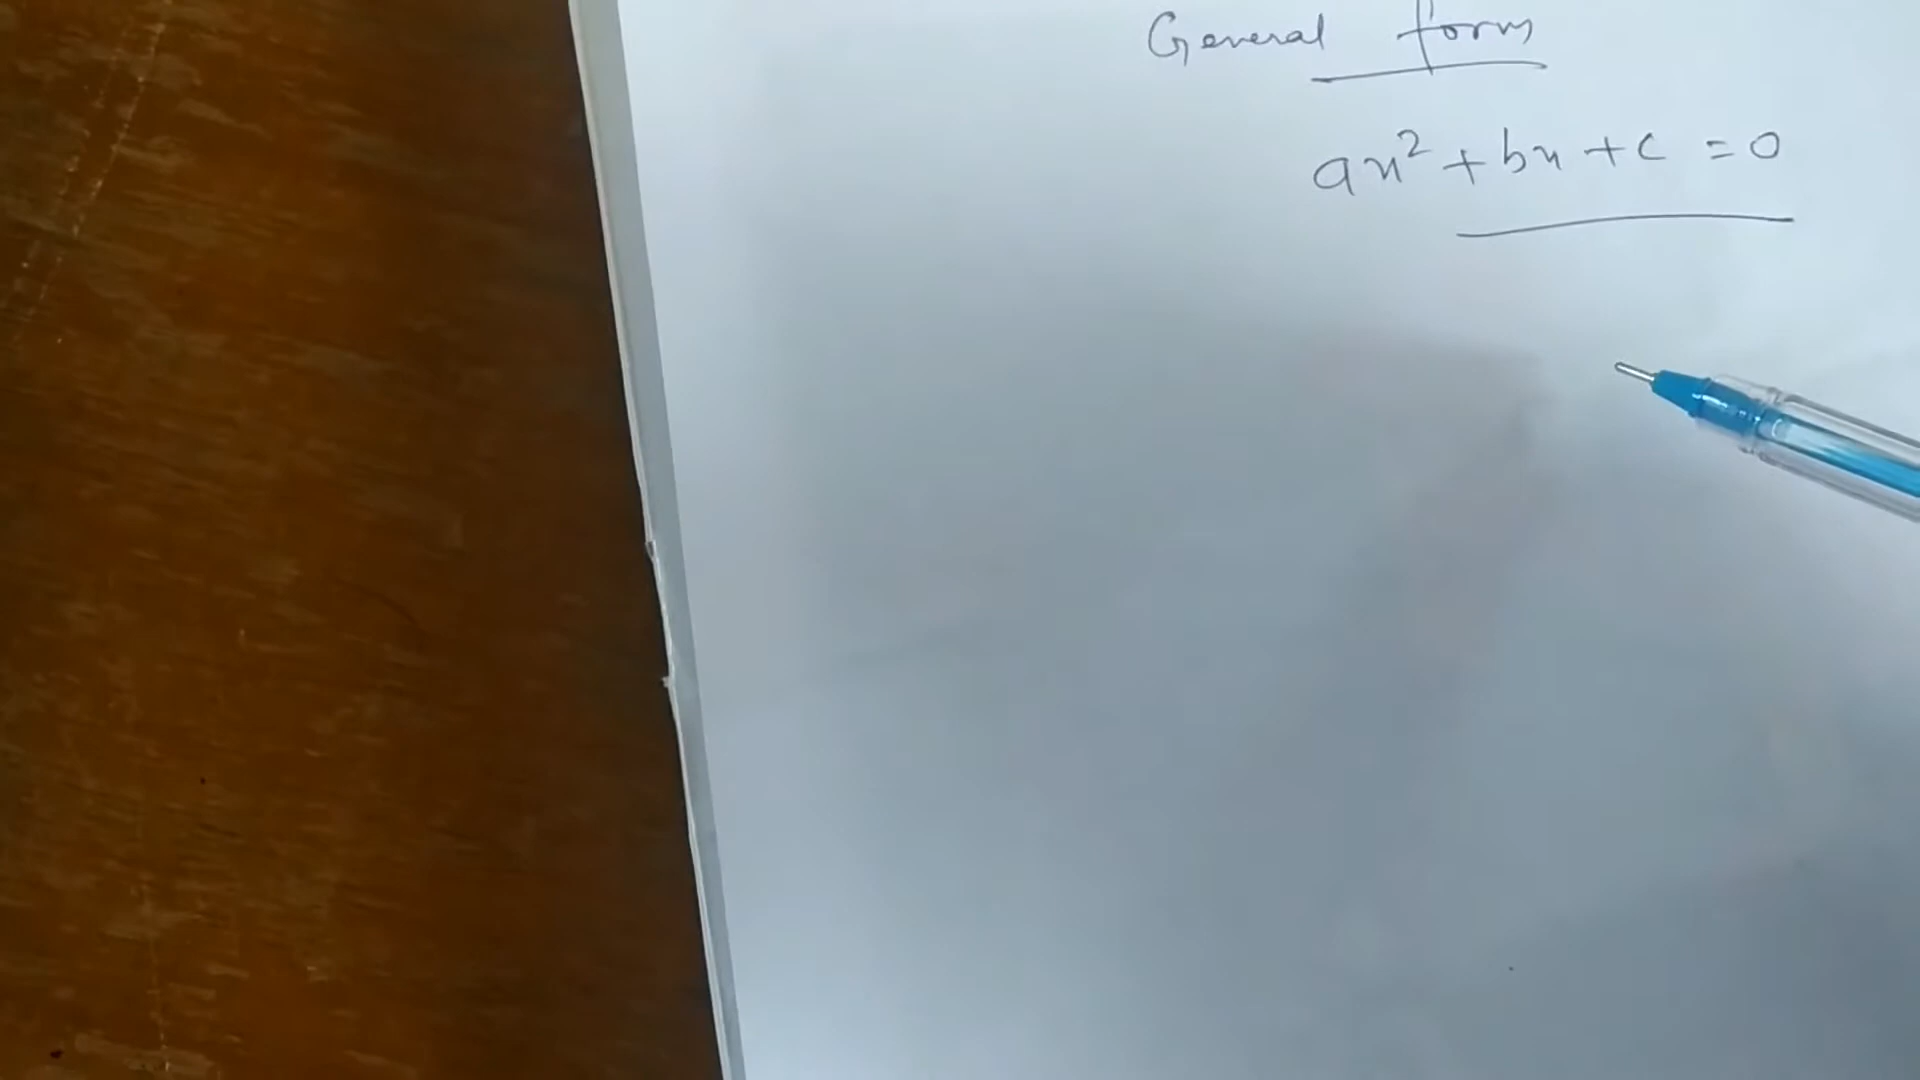 General form
ax² + bx + c = 0